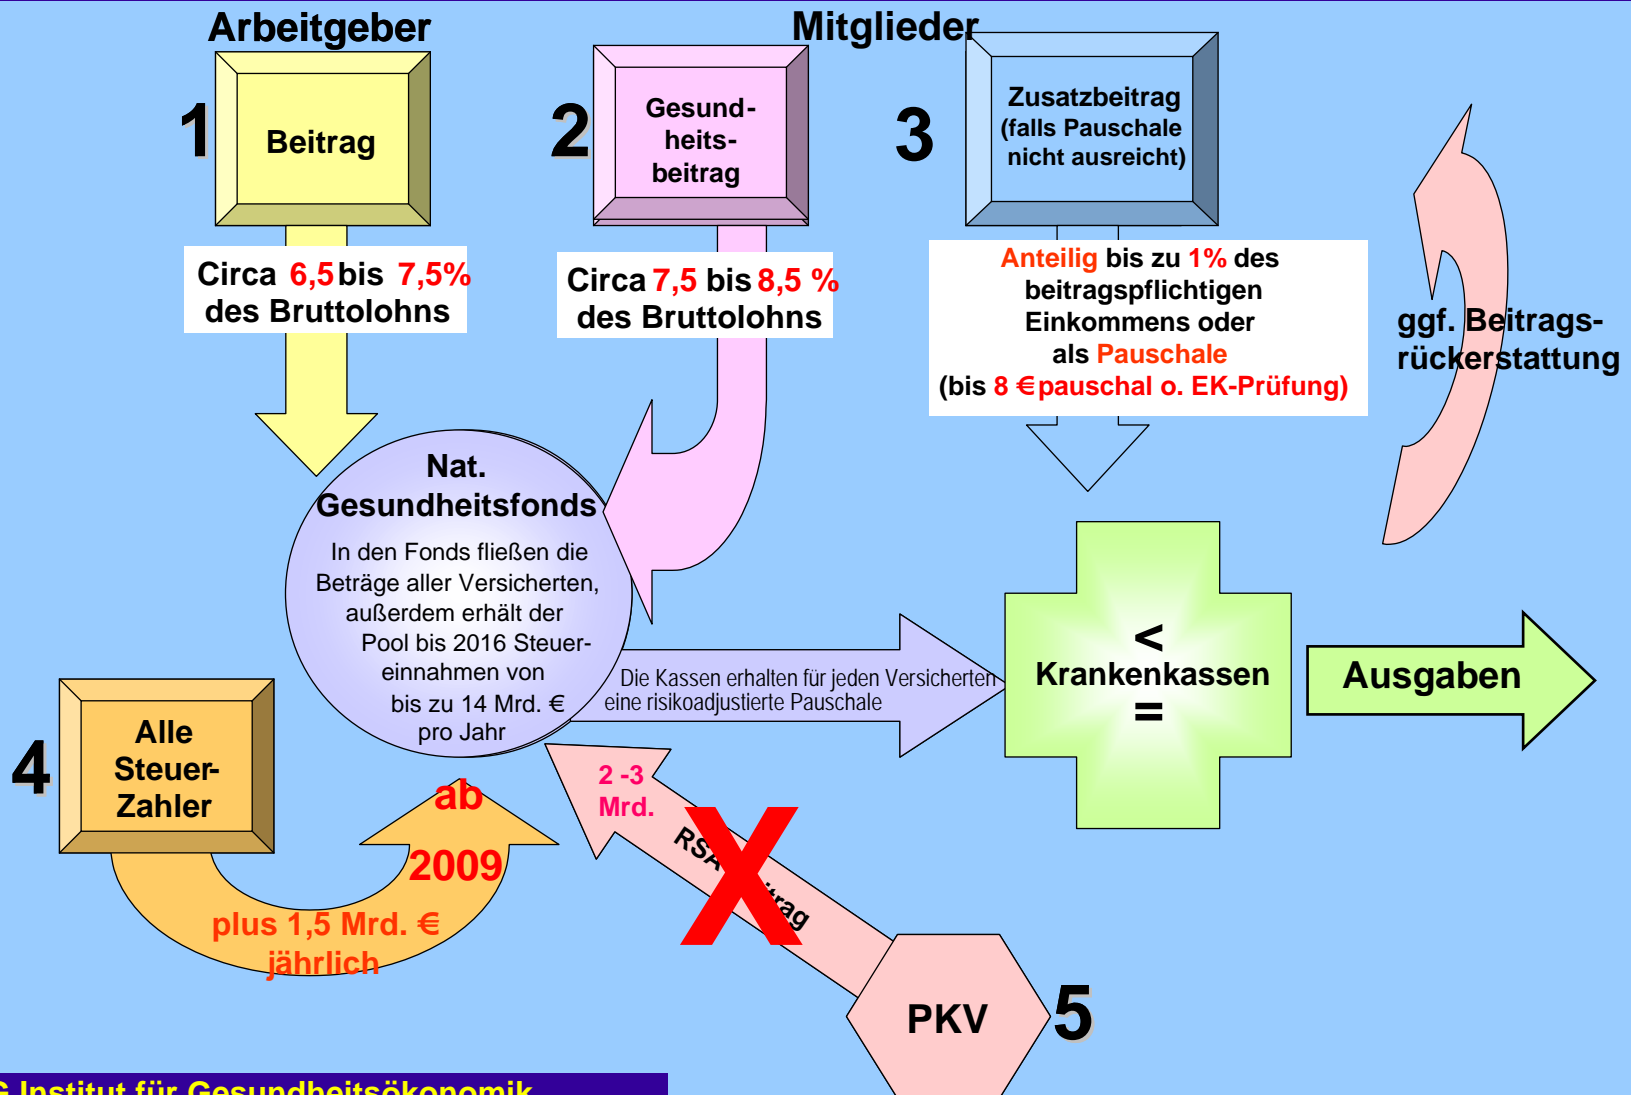 Arbeitgeber
Mitglieder
1
Beitrag
2
Gesund-
heits-
beitrag
3
Zusatzbeitrag
(falls Pauschale
nicht ausreicht)
Circa 6,5 bis 7,5%
des Bruttolohns
Circa 7,5 bis 8,5 %
des Bruttolohns
Anteilig bis zu 1% des
beitragspflichtigen
Einkommens oder
als Pauschale
(bis 8 € pauschal o. EK-Prüfung)
ggf. Beitrags-
rückerstattung
Nat.
Gesundheitsfonds
In den Fonds fließen die
Beträge aller Versicherten,
außerdem erhält der
Pool bis 2016 Steuer-
einnahmen von
bis zu 14 Mrd. €
pro Jahr
Die Kassen erhalten für jeden Versicherten
eine risikoadjustierte Pauschale
<
Krankenkassen
=
Ausgaben
4
Alle
Steuer-
Zahler
ab
2009
plus 1,5 Mrd. €
jährlich
2 -3
Mrd.
RSA
X
PKV
5
Institut für Gesundheitsökonomik